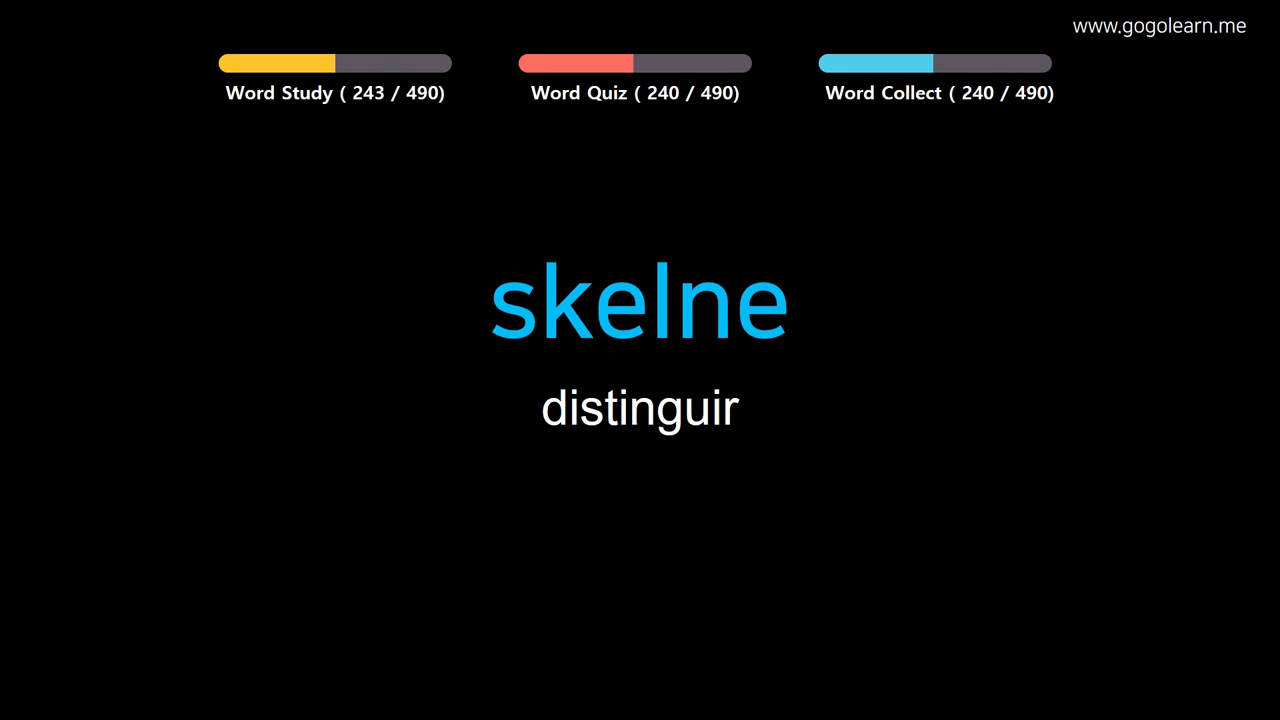 www.gogolearn.me
Word Study ( 243 / 490)
Word Quiz ( 240 / 490)
Word Collect ( 240 / 490)
skelne
distinguir